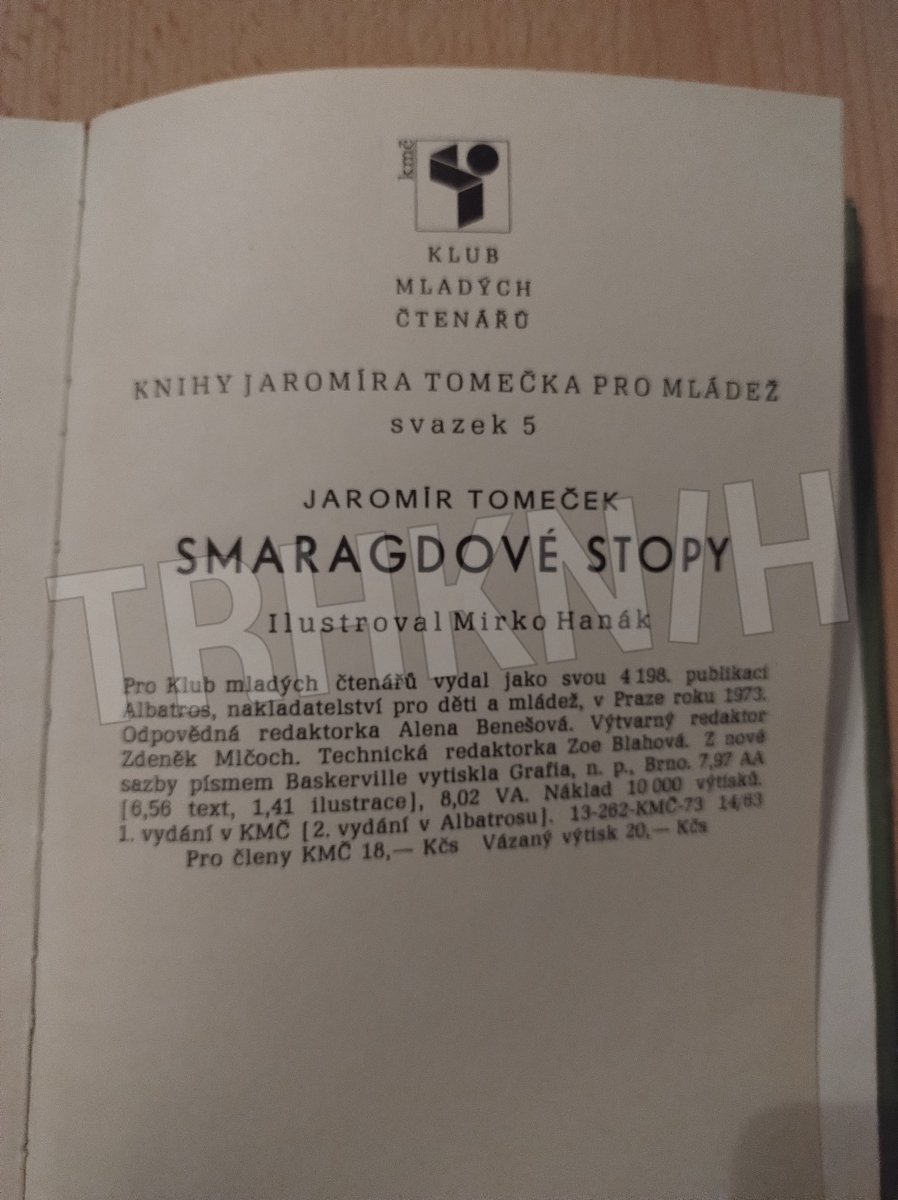 kmč
KLUB
MLADÝCH
ČTENÁŘŮ
KNIHY JAROMÍRA TOMEČKA PRO MLÁDEŽ
svazek 5
JAROMÍR TOMEČEK
SMARAGDOVÉ STOPY
Ilustroval Mirko Hanák
Pro Klub mladých čtenářů vydal jako svou 4 198. publikaci
Albatros, nakladatelství pro děti a mládež, v Praze roku 1973.
Odpovědná redaktorka Alena Benešová. Výtvarný redaktor
Zdeněk Mlčoch. Technická redaktorka Zoe Blahová. Z nové
sazby písmem Baskerville vytiskla Grafia, n. p., Brno. 7,97 AA
[6,56 text, 1,41 ilustrace], 8,02 VA. Náklad 10 000 výtisků.
1. vydání v KMČ [2. vydání v Albatrosu]. 13-262-KMČ-73 14/63
Pro členy KMČ 18,— Kčs Vázaný výtisk 20,— Kčs
TRHKNIH